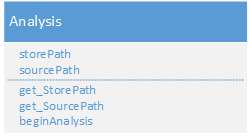 Analysis
storePath
sourcePath
get_StorePath
get_SourcePath
beginAnalysis